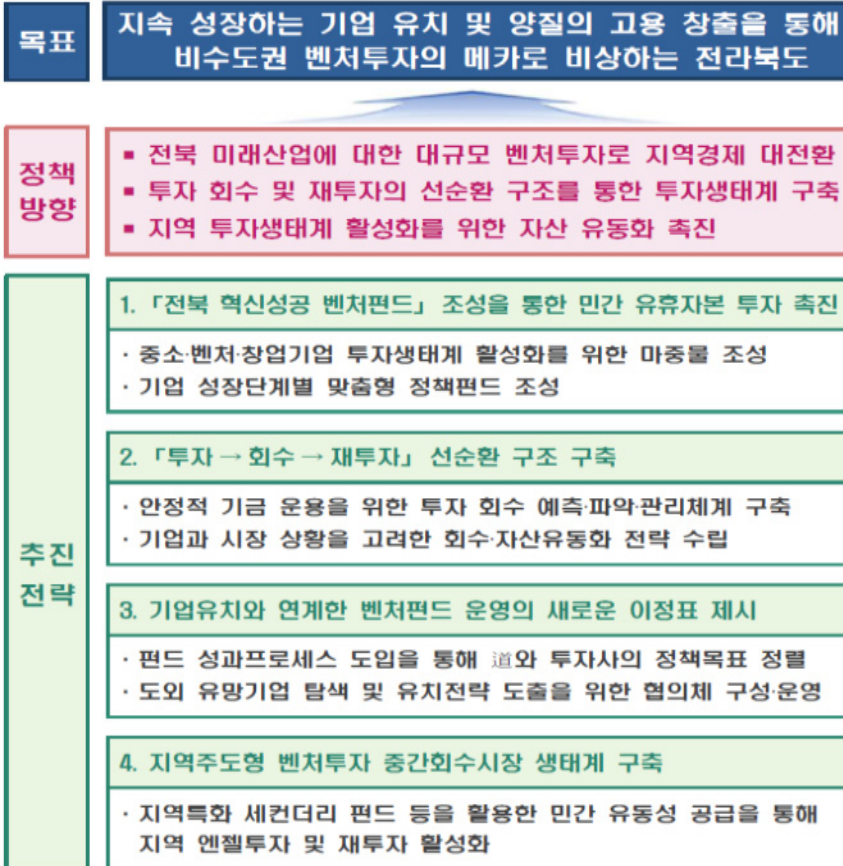 목표
지속 성장하는 기업 유치 및 양질의 고용 창출을 통해
비수도권 벤처투자의 메카로 비상하는 전라북도
정책
방향
▪ 전북 미래산업에 대한 대규모 벤처투자로 지역경제 대전환
▪ 투자 회수 및 재투자의 선순환 구조를 통한 투자생태계 구축
▪ 지역 투자생태계 활성화를 위한 자산 유동화 촉진
추진
전략
1. 「전북 혁신성공 벤처펀드」 조성을 통한 민간 유휴자본 투자 촉진
· 중소·벤처·창업기업 투자생태계 활성화를 위한 마중물 조성
· 기업 성장단계별 맞춤형 정책펀드 조성
2. 「투자 → 회수 → 재투자」 선순환 구조 구축
· 안정적 기금 운용을 위한 투자 회수 예측·파악·관리체계 구축
· 기업과 시장 상황을 고려한 회수·자산유동화 전략 수립
3. 기업유치와 연계한 벤처펀드 운영의 새로운 이정표 제시
· 펀드 성과프로세스 도입을 통해 道와 투자사의 정책목표 정렬
· 도외 유망기업 탐색 및 유치전략 도출을 위한 협의체 구성·운영
4. 지역주도형 벤처투자 중간회수시장 생태계 구축
· 지역특화 세컨더리 펀드 등을 활용한 민간 유동성 공급을 통해
지역 엔젤투자 및 재투자 활성화